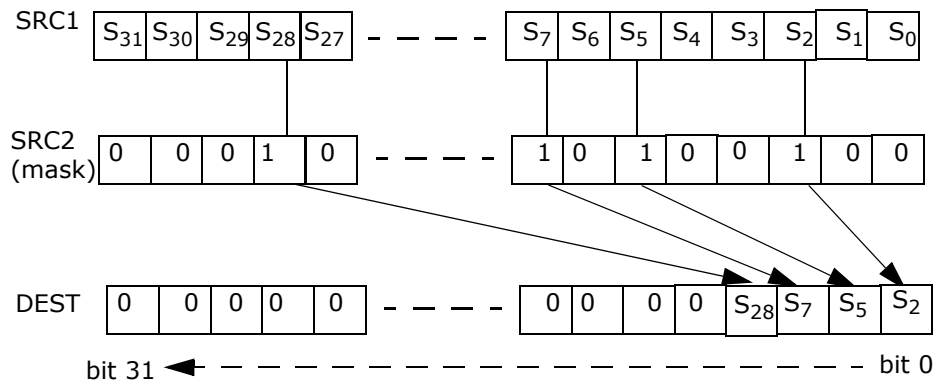 SRC1 S31 S30 S29 S28 S27 S7 S6 S5 S4 S3 S2 S1 S0
SRC2
(mask) 0 0 0 1 0 1 0 1 0 0 1 0 0
DEST 0 0 0 0 0 0 0 0 0 S28 S7 S5 S2
bit 31 bit 0